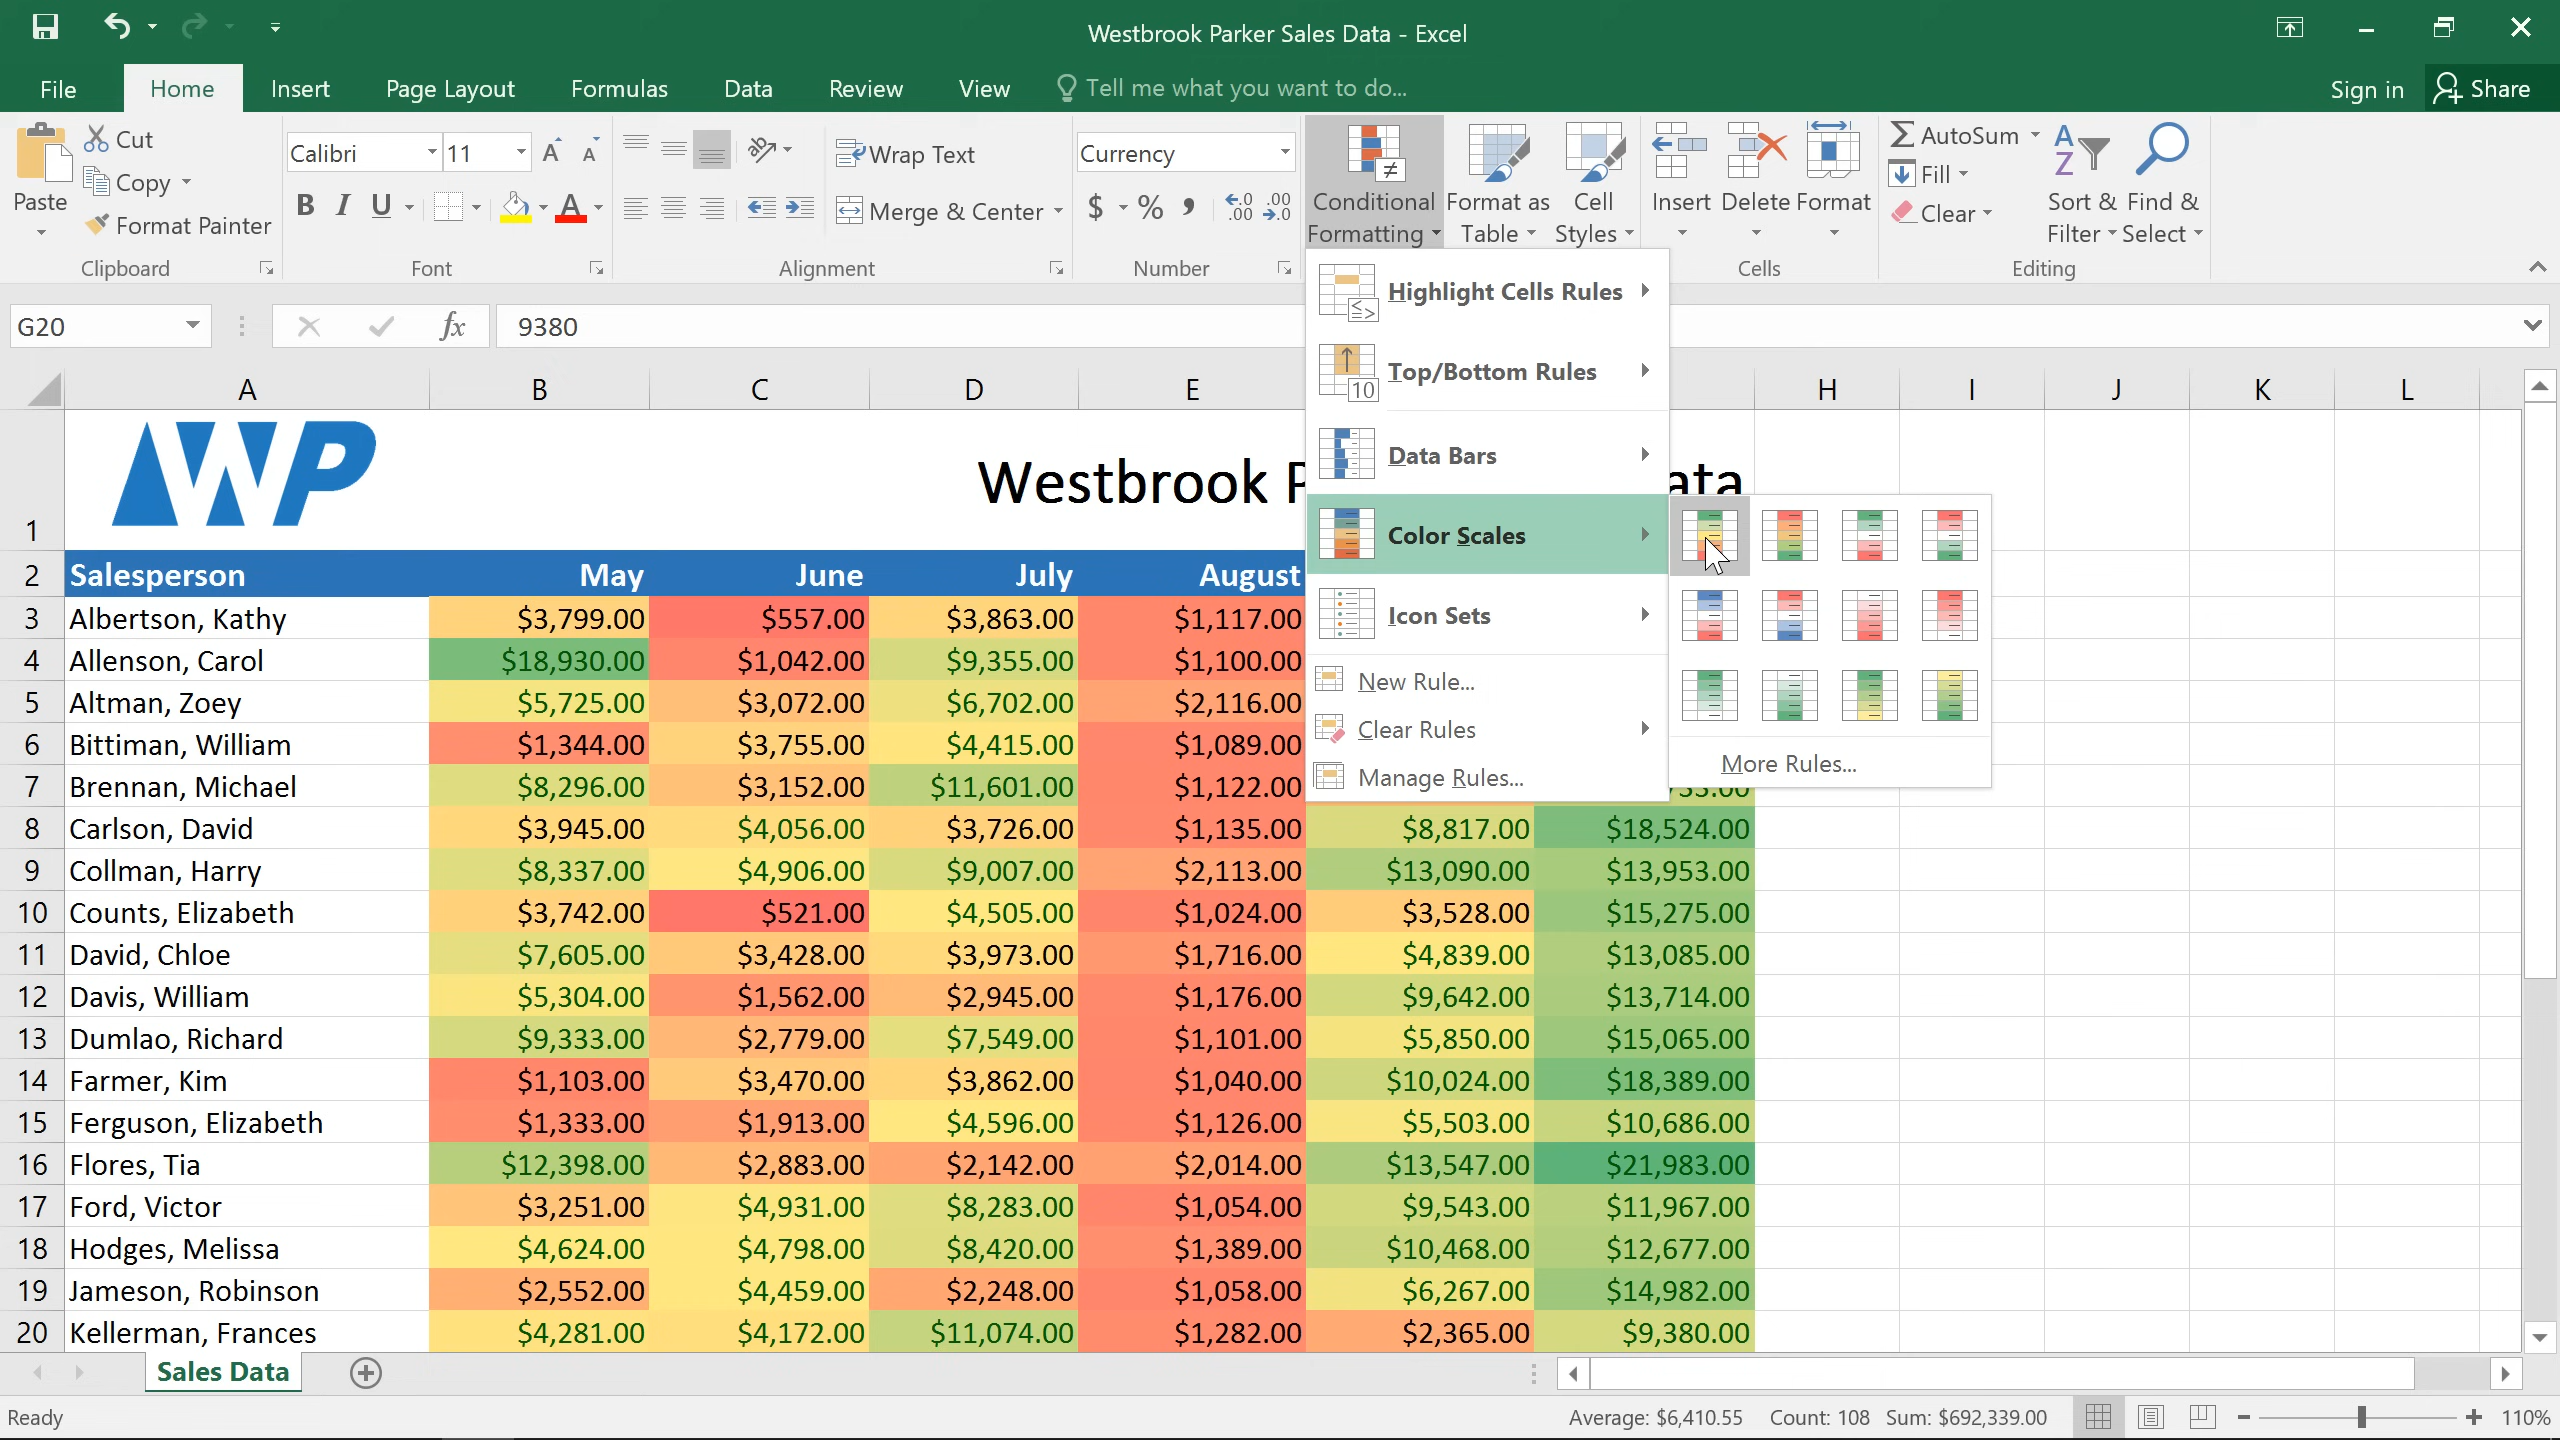 Westbrook Parker Sales Data - Excel
File Home Insert Page Layout Formulas Data Review View Tell me what you want to do... Sign in Share
Paste Cut Copy Format Painter Clipboard
Calibri 11 B I U A Font
Wrap Text Merge & Center Alignment
Currency $ % Number
Conditional Formatting Format as Table Cell Styles
Insert Delete Format Cells
AutoSum Fill Clear Sort & Filter Find & Select Editing
G20 fx 9380
A B C D E H I J K L
Highlight Cells Rules
Top/Bottom Rules
Data Bars
Color Scales
Icon Sets
New Rule...
Clear Rules
Manage Rules...
More Rules...
1 WP Westbrook P ata
2 Salesperson May June July August
3 Albertson, Kathy $3,799.00 $557.00 $3,863.00 $1,117.00
4 Allenson, Carol $18,930.00 $1,042.00 $9,355.00 $1,100.00
5 Altman, Zoey $5,725.00 $3,072.00 $6,702.00 $2,116.00
6 Bittiman, William $1,344.00 $3,755.00 $4,415.00 $1,089.00
7 Brennan, Michael $8,296.00 $3,152.00 $11,601.00 $1,122.00
8 Carlson, David $3,945.00 $4,056.00 $3,726.00 $1,135.00 $8,817.00 $18,524.00
9 Collman, Harry $8,337.00 $4,906.00 $9,007.00 $2,113.00 $13,090.00 $13,953.00
10 Counts, Elizabeth $3,742.00 $521.00 $4,505.00 $1,024.00 $3,528.00 $15,275.00
11 David, Chloe $7,605.00 $3,428.00 $3,973.00 $1,716.00 $4,839.00 $13,085.00
12 Davis, William $5,304.00 $1,562.00 $2,945.00 $1,176.00 $9,642.00 $13,714.00
13 Dumlao, Richard $9,333.00 $2,779.00 $7,549.00 $1,101.00 $5,850.00 $15,065.00
14 Farmer, Kim $1,103.00 $3,470.00 $3,862.00 $1,040.00 $10,024.00 $18,389.00
15 Ferguson, Elizabeth $1,333.00 $1,913.00 $4,596.00 $1,126.00 $5,503.00 $10,686.00
16 Flores, Tia $12,398.00 $2,883.00 $2,142.00 $2,014.00 $13,547.00 $21,983.00
17 Ford, Victor $3,251.00 $4,931.00 $8,283.00 $1,054.00 $9,543.00 $11,967.00
18 Hodges, Melissa $4,624.00 $4,798.00 $8,420.00 $1,389.00 $10,468.00 $12,677.00
19 Jameson, Robinson $2,552.00 $4,459.00 $2,248.00 $1,058.00 $6,267.00 $14,982.00
20 Kellerman, Frances $4,281.00 $4,172.00 $11,074.00 $1,282.00 $2,365.00 $9,380.00
Sales Data
Ready Average: $6,410.55 Count: 108 Sum: $692,339.00 110%